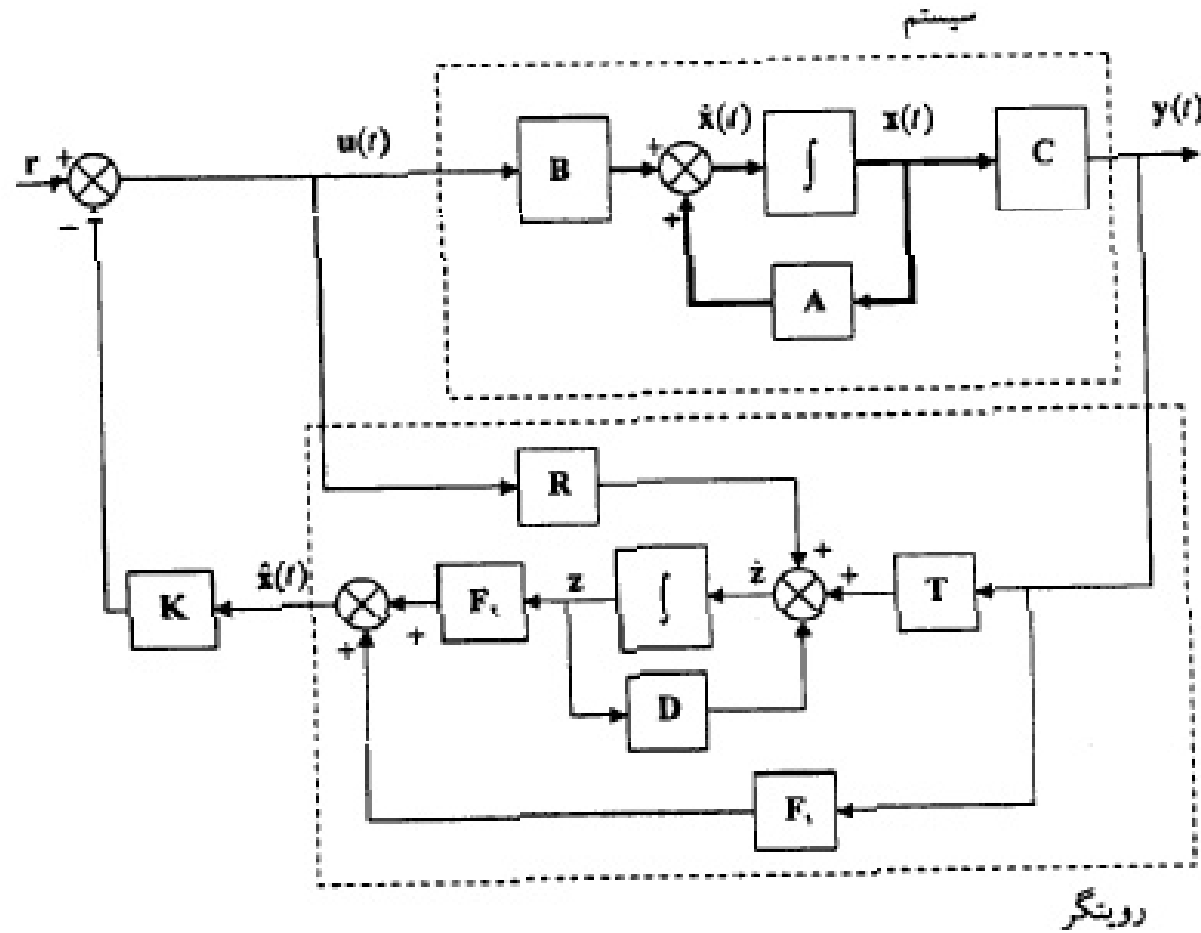 سیستم
r
+
−
u(t)
B
+
+
ẋ(t)
∫
x(t)
C
y(t)
A
R
K
x̂(t)
+
+
F
z
∫
ż
+
+
T
D
F
رویتگر